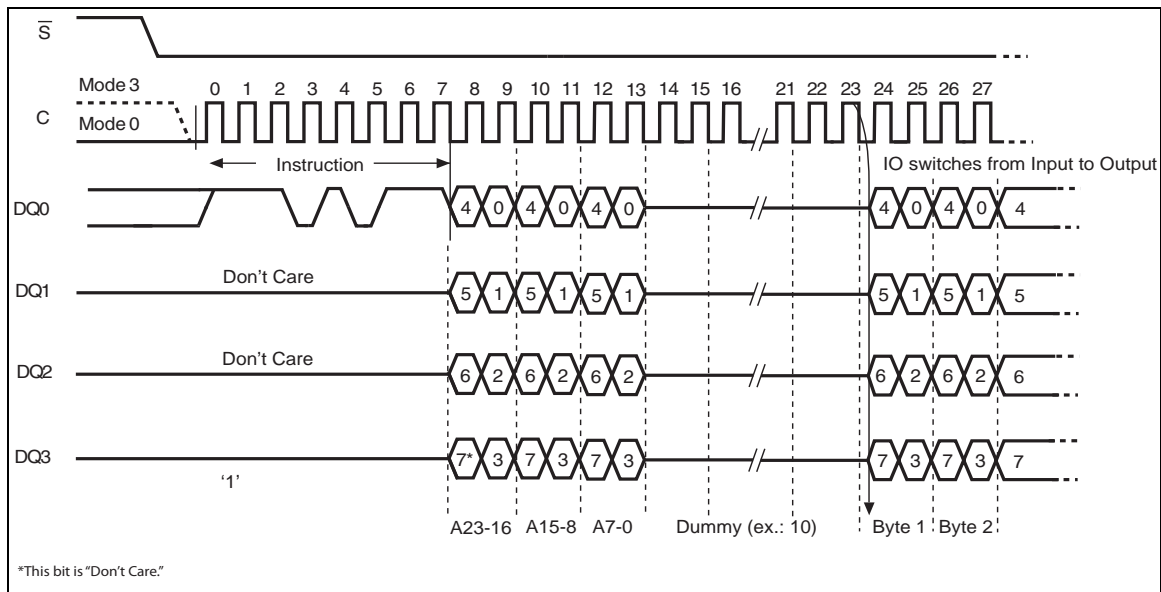 S
Mode 3
0 1 2 3 4 5 6 7 8 9 10 11 12 13 14 15 16 21 22 23 24 25 26 27
C
Mode 0
Instruction
IO switches from Input to Output
DQ0
4 0 4 0 4 0 4 0 4 0 4
Don’t Care
DQ1
5 1 5 1 5 1 5 1 5 1 5
Don’t Care
DQ2
6 2 6 2 6 2 6 2 6 2 6
DQ3
7* 3 7 3 7 3 7 3 7 3 7
‘1’
A23-16 A15-8 A7-0 Dummy (ex.: 10) Byte 1 Byte 2
*This bit is “Don’t Care.”